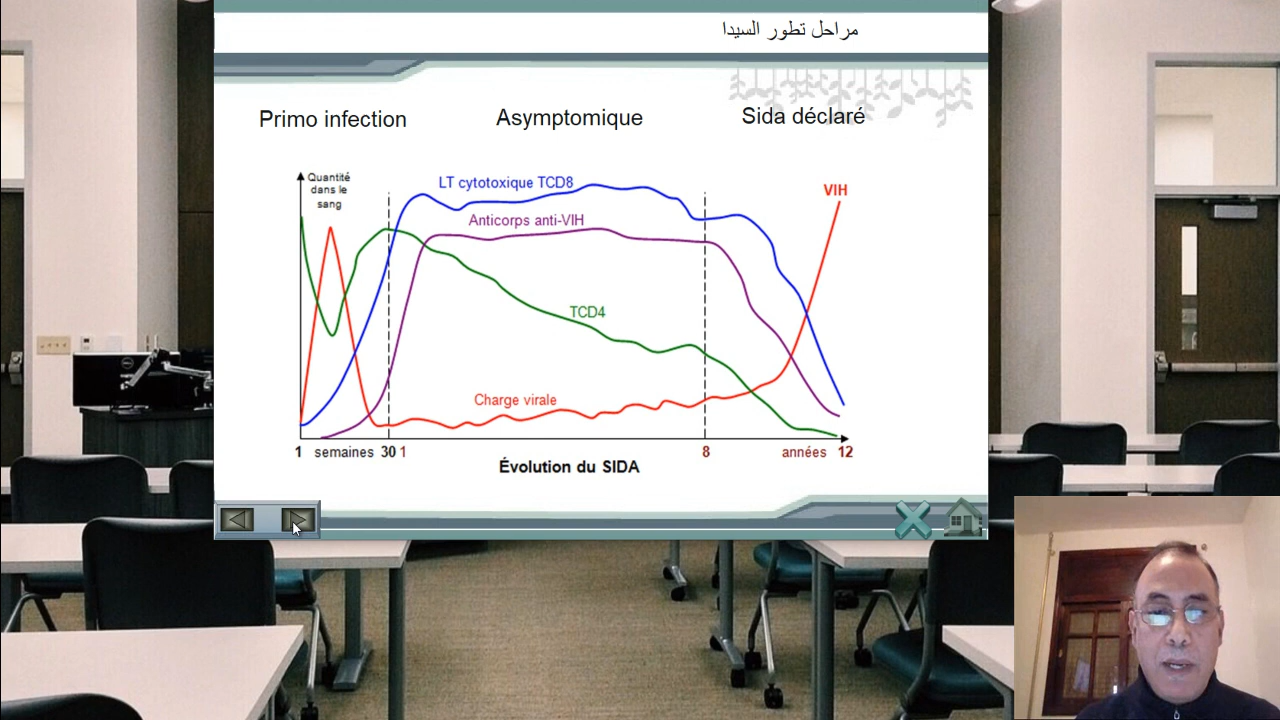 مراحل تطور السيدا
Primo infection
Asymptomique
Sida déclaré
Quantité
dans le
sang
LT cytotoxique TCD8
VIH
Anticorps anti-VIH
TCD4
Charge virale
1 semaines 30 1 8 années 12
Évolution du SIDA